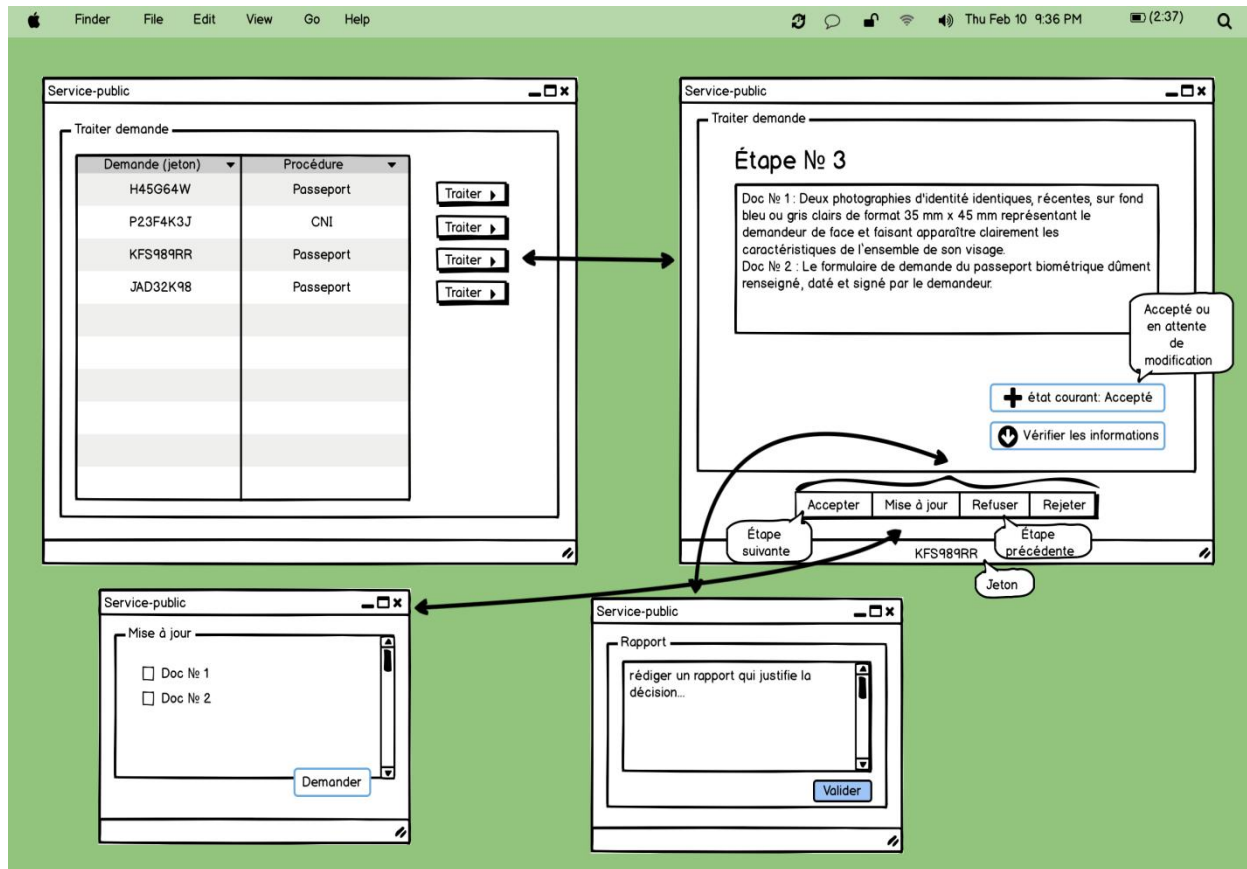 Finder File Edit View Go Help
Thu Feb 10 9:36 PM (2:37)
Service-public
Traiter demande
Demande (jeton) Procédure
H45G64W Passeport Traiter
P23F4K3J CNI Traiter
KFS989RR Passeport Traiter
JAD32K98 Passeport Traiter
Service-public
Traiter demande
Étape № 3
Doc № 1 : Deux photographies d'identité identiques, récentes, sur fond
bleu ou gris clairs de format 35 mm x 45 mm représentant le
demandeur de face et faisant apparaître clairement les
caractéristiques de l'ensemble de son visage.
Doc № 2 : Le formulaire de demande du passeport biométrique dûment
renseigné, daté et signé par le demandeur.
Accepté ou
en attente
de
modification
état courant: Accepté
Vérifier les informations
Accepter Mise à jour Refuser Rejeter
Étape
suivante
Étape
précédente
KFS989RR
Jeton
Service-public
Mise à jour
Doc № 1
Doc № 2
Demander
Service-public
Rapport
rédiger un rapport qui justifie la
décision...
Valider